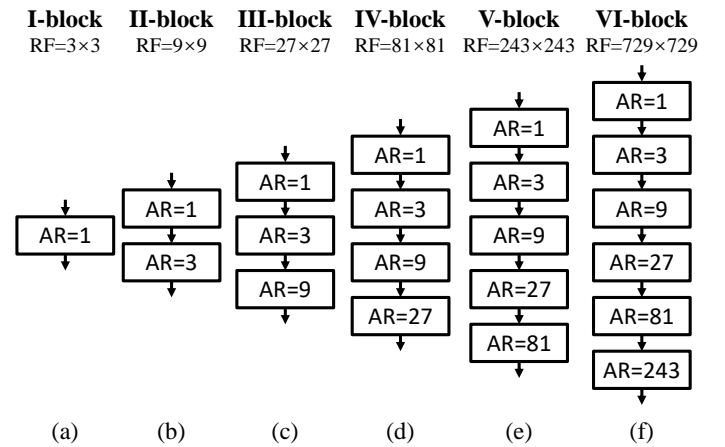 I-block II-block III-block IV-block V-block VI-block
RF=3×3 RF=9×9 RF=27×27 RF=81×81 RF=243×243 RF=729×729
AR=1
AR=1
AR=3
AR=1
AR=3
AR=9
AR=1
AR=3
AR=9
AR=27
AR=1
AR=3
AR=9
AR=27
AR=81
AR=1
AR=3
AR=9
AR=27
AR=81
AR=243
(a) (b) (c) (d) (e) (f)